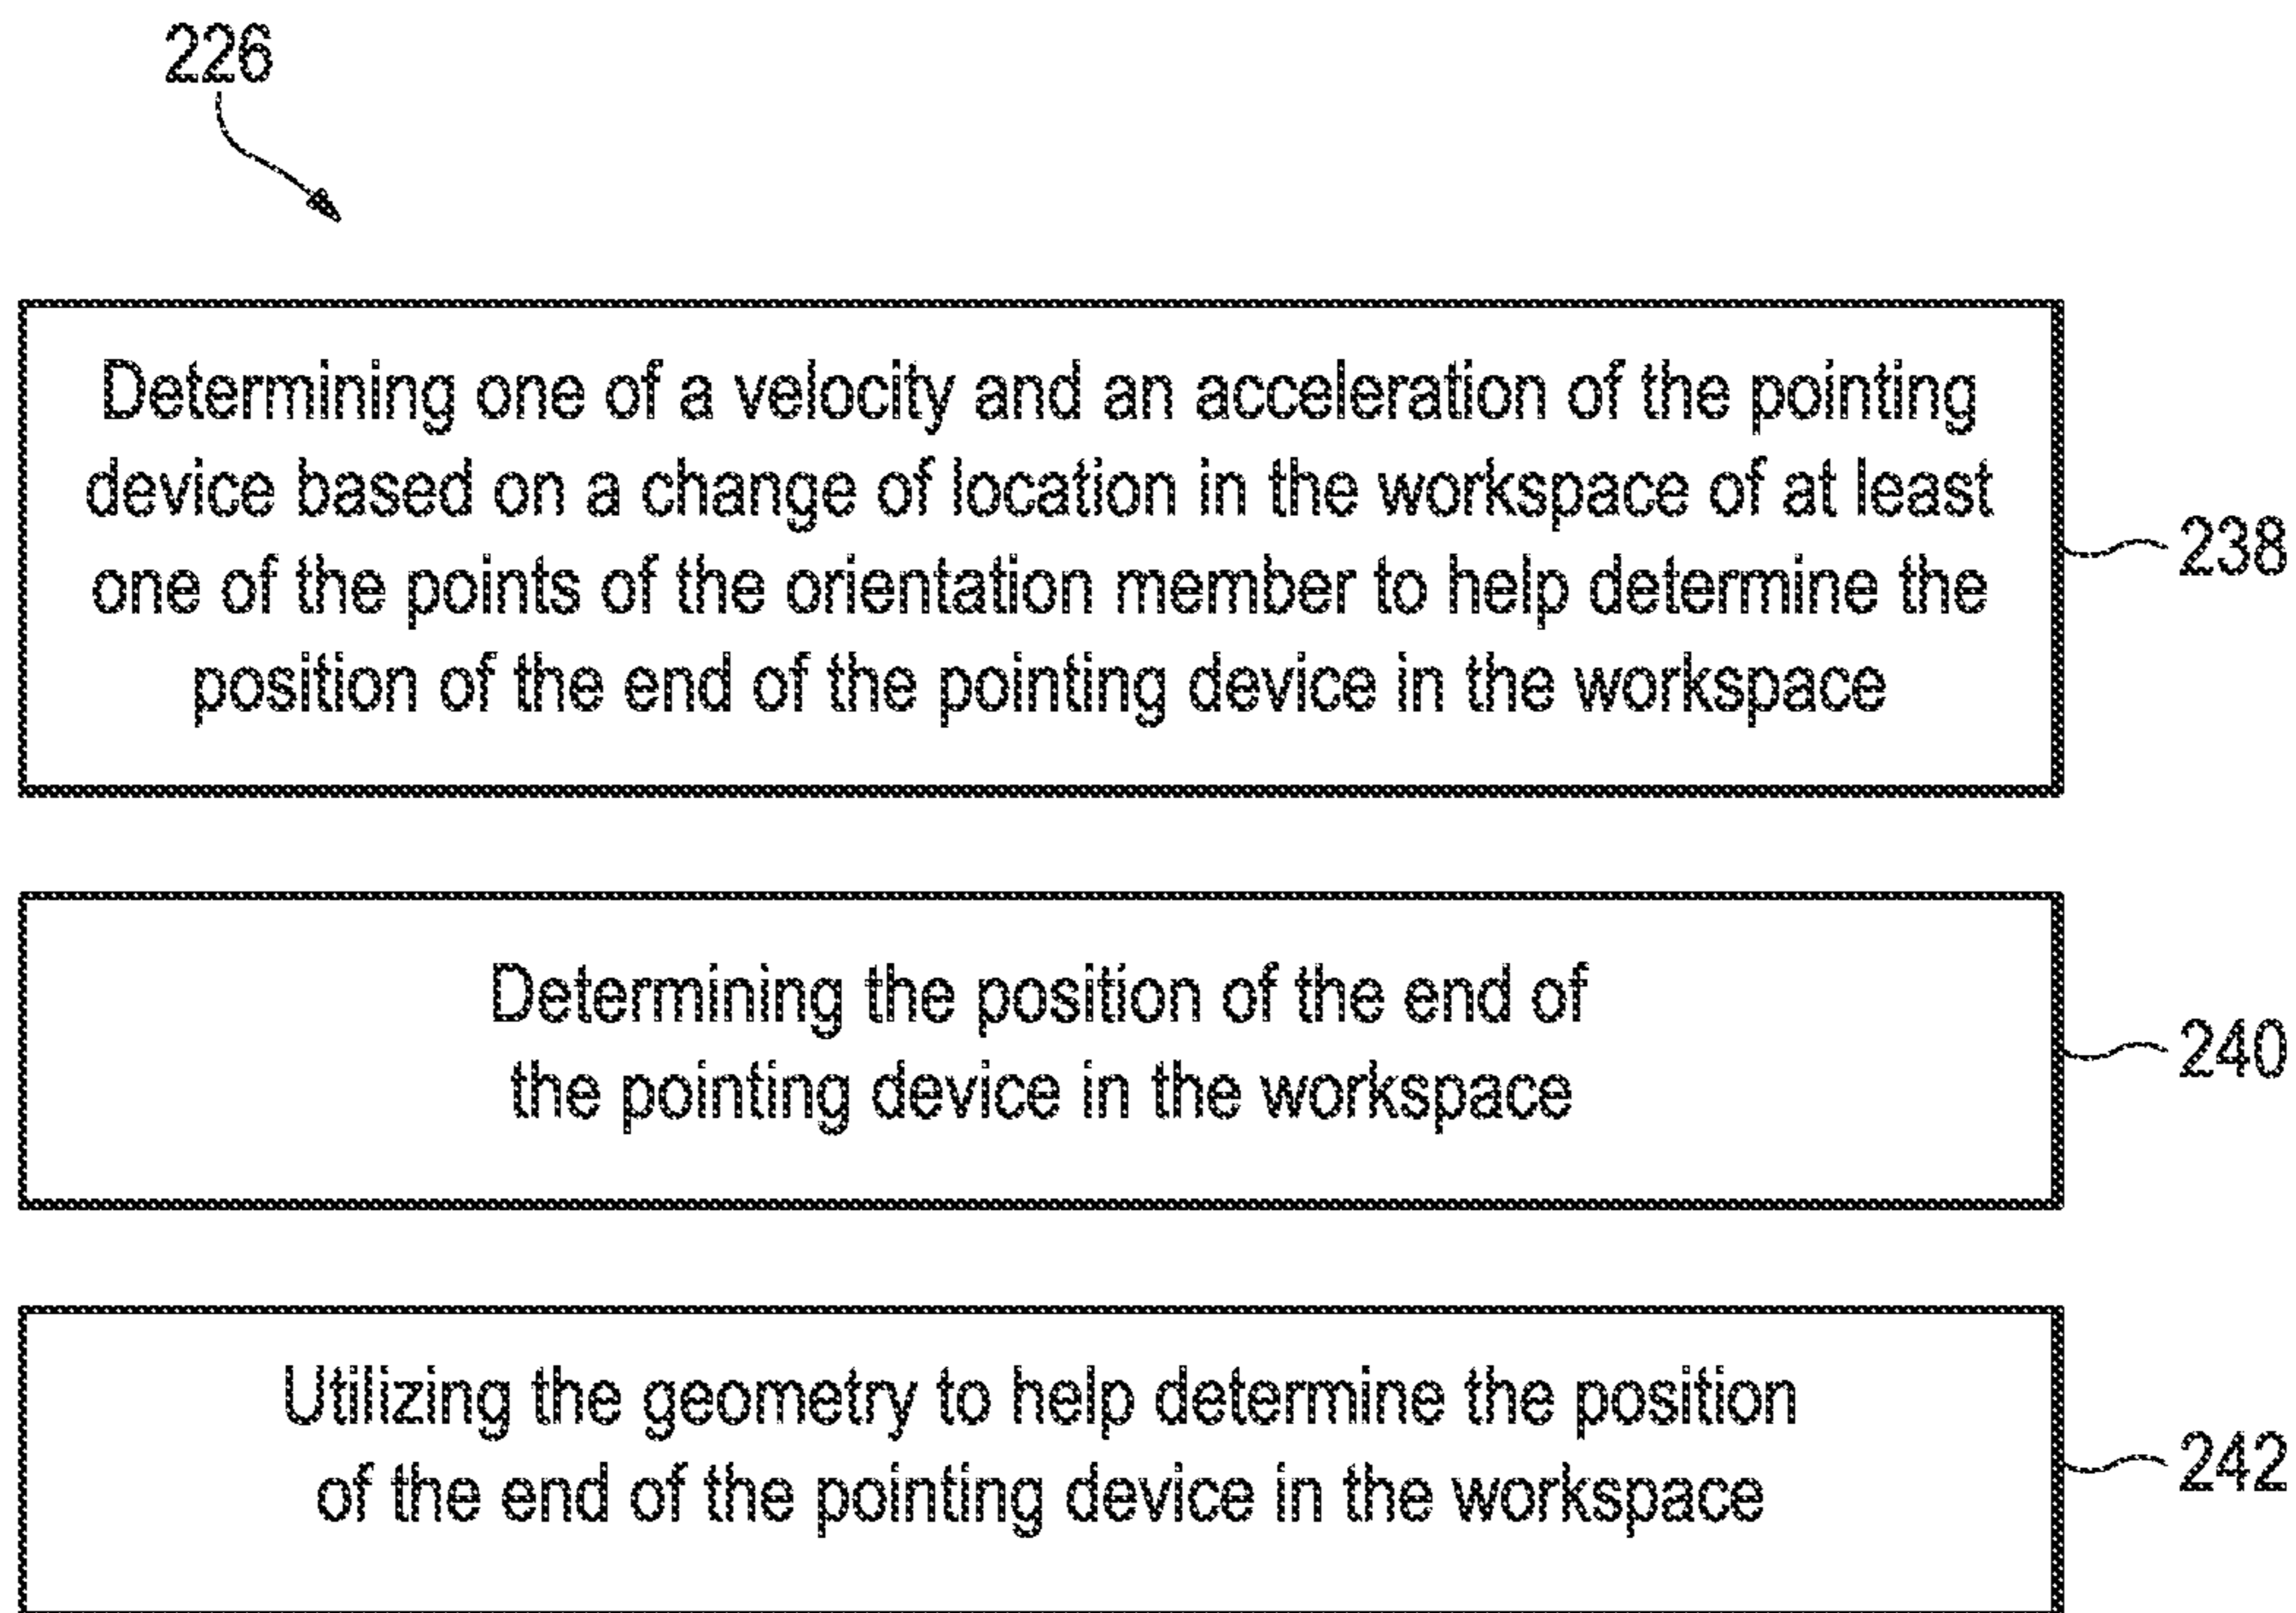 226
Determining one of a velocity and an acceleration of the pointing
device based on a change of location in the workspace of at least
one of the points of the orientation member to help determine the
position of the end of the pointing device in the workspace
238
Determining the position of the end of
the pointing device in the workspace
240
Utilizing the geometry to help determine the position
of the end of the pointing device in the workspace
242